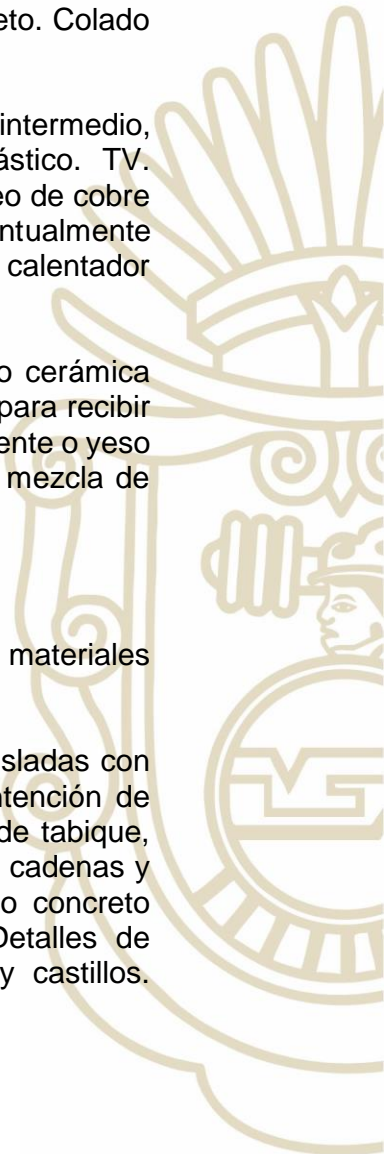 eto. Colado
intermedio,
ástico. TV.
eo de cobre
ntualmente
calentador
o cerámica
para recibir
ente o yeso
mezcla de
materiales
sladas con
ntención de
de tabique,
cadenas y
o concreto
Detalles de
y castillos.